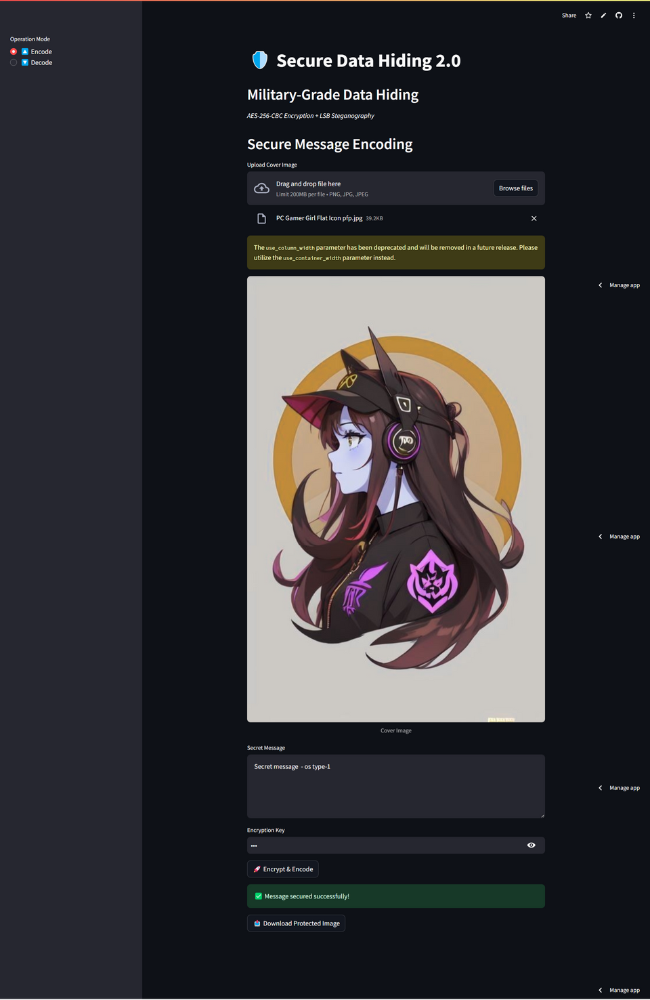 Share
Operation Mode
Encode
Decode
Secure Data Hiding 2.0
Military-Grade Data Hiding
AES-256-CBC Encryption + LSB Steganography
Secure Message Encoding
Upload Cover Image
Drag and drop file here
Limit 200MB per file • PNG, JPG, JPEG
Browse files
PC Gamer Girl Flat Icon pfp.jpg 39.2KB
The use_column_width parameter has been deprecated and will be removed in a future release. Please
utilize the use_container_width parameter instead.
Manage app
Manage app
Cover Image
Secret Message
Secret message - os type-1
Manage app
Encryption Key
•••
Encrypt & Encode
Message secured successfully!
Download Protected Image
Manage app